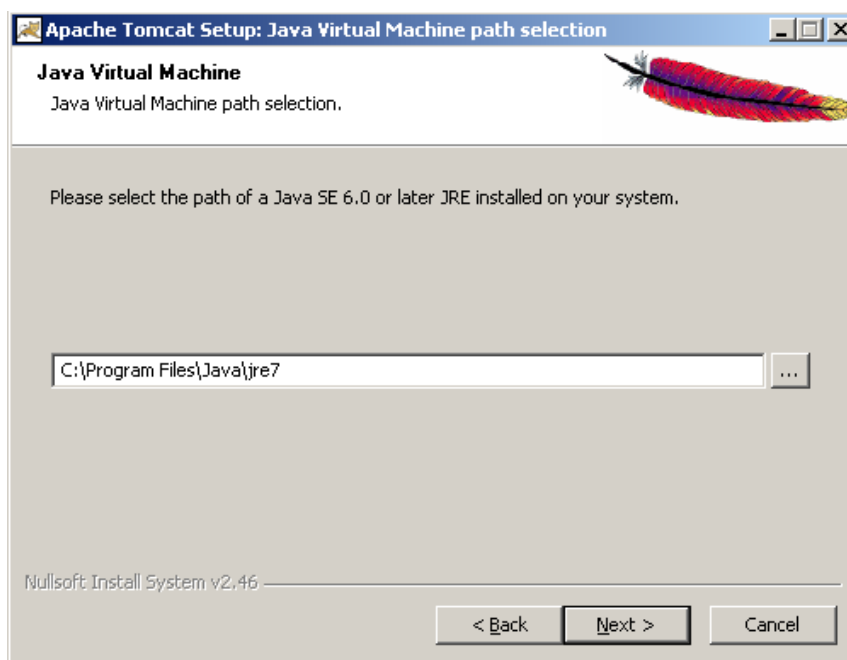 Apache Tomcat Setup: Java Virtual Machine path selection
Java Virtual Machine
Java Virtual Machine path selection.
Please select the path of a Java SE 6.0 or later JRE installed on your system.
C:\Program Files\Java\jre7
...
Nullsoft Install System v2.46
< Back
Next >
Cancel